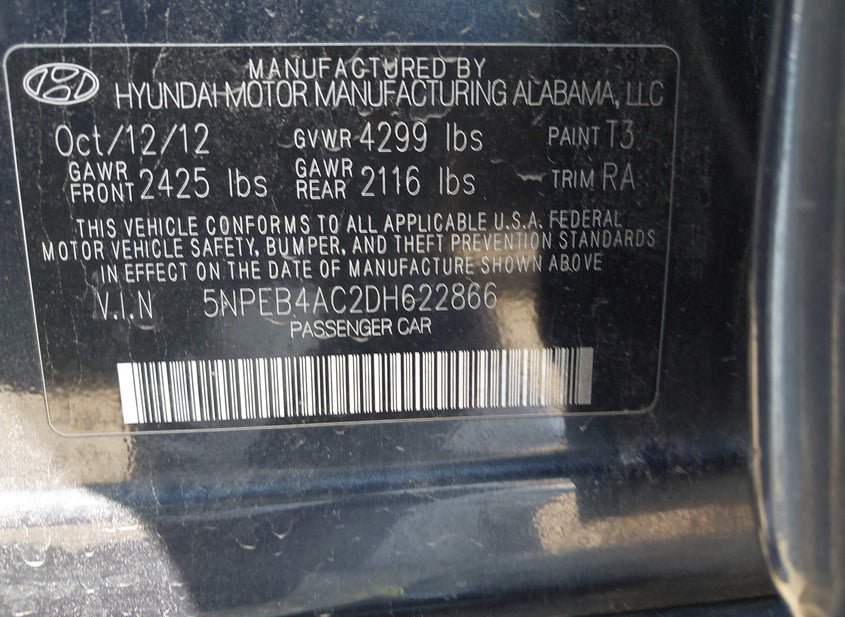 MANUFACTURED BY
HYUNDAI MOTOR MANUFACTURING ALABAMA, LLC
Oct/12/12 GVWR 4299 lbs PAINT T3
GAWR FRONT 2425 lbs GAWR REAR 2116 lbs TRIM RA
THIS VEHICLE CONFORMS TO ALL APPLICABLE U.S.A. FEDERAL
MOTOR VEHICLE SAFETY, BUMPER, AND THEFT PREVENTION STANDARDS
IN EFFECT ON THE DATE OF MANUFACTURE SHOWN ABOVE
V.I.N 5NPEB4AC2DH622866
PASSENGER CAR